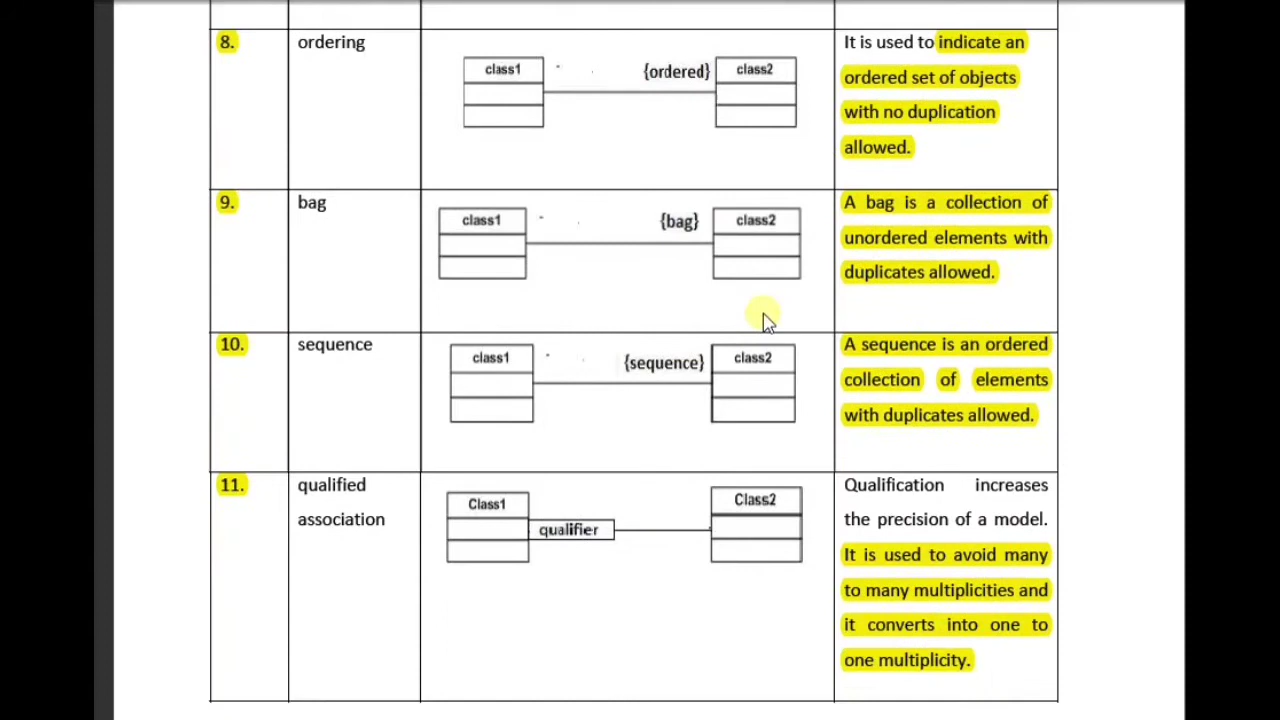 8.
ordering
class1
{ordered}
class2
It is used to indicate an
ordered set of objects
with no duplication
allowed.
9.
bag
class1
{bag}
class2
A bag is a collection of
unordered elements with
duplicates allowed.
10.
sequence
class1
{sequence}
class2
A sequence is an ordered
collection of elements
with duplicates allowed.
11.
qualified
association
Class1
qualifier
Class2
Qualification increases
the precision of a model.
It is used to avoid many
to many multiplicities and
it converts into one to
one multiplicity.